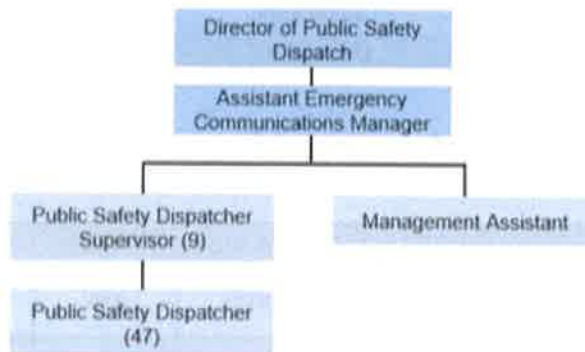 Director of Public Safety
Dispatch
Assistant Emergency
Communications Manager
Public Safety Dispatcher
Supervisor (9)
Management Assistant
Public Safety Dispatcher
(47)